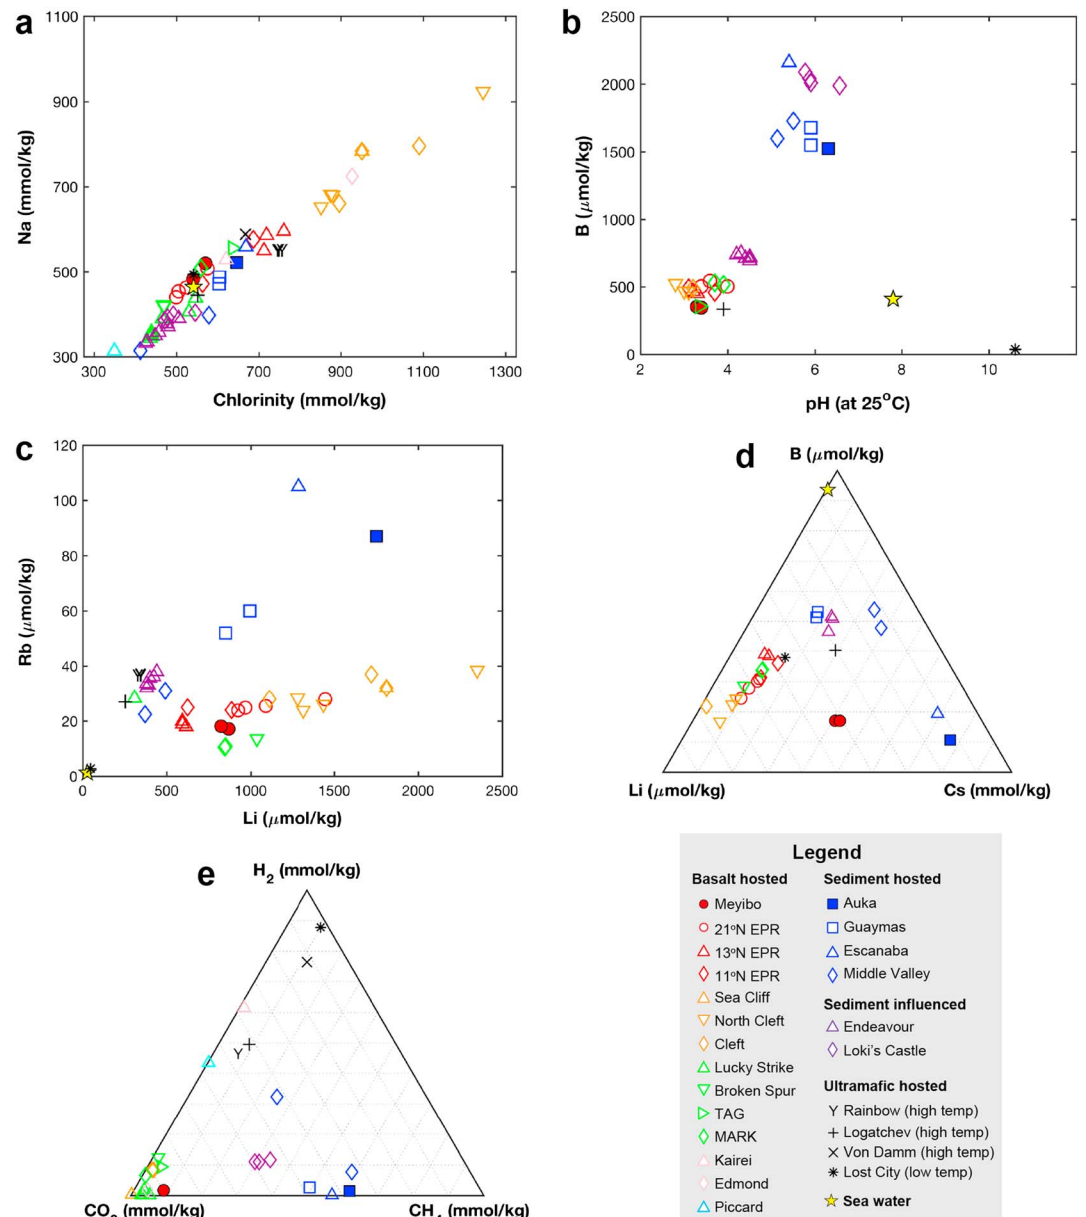 a
1100
900
700
500
300
Na (mmol/kg)
300 500 700 900 1100 1300
Chlorinity (mmol/kg)
b
2500
2000
1500
1000
500
0
B (µmol/kg)
2 4 6 8 10
pH (at 25°C)
c
120
100
80
60
40
20
0
Rb (µmol/kg)
0 500 1000 1500 2000 2500
Li (µmol/kg)
d
B (µmol/kg)
Li (µmol/kg) Cs (mmol/kg)
e
H2 (mmol/kg)
CO2 (mmol/kg) CH4 (mmol/kg)
Legend
Basalt hosted
Meyibo
21°N EPR
13°N EPR
11°N EPR
Sea Cliff
North Cleft
Cleft
Lucky Strike
Broken Spur
TAG
MARK
Kairei
Edmond
Piccard
Sediment hosted
Auka
Guaymas
Escanaba
Middle Valley
Sediment influenced
Endeavour
Loki's Castle
Ultramafic hosted
Rainbow (high temp)
Logatchev (high temp)
Von Damm (high temp)
Lost City (low temp)
Sea water